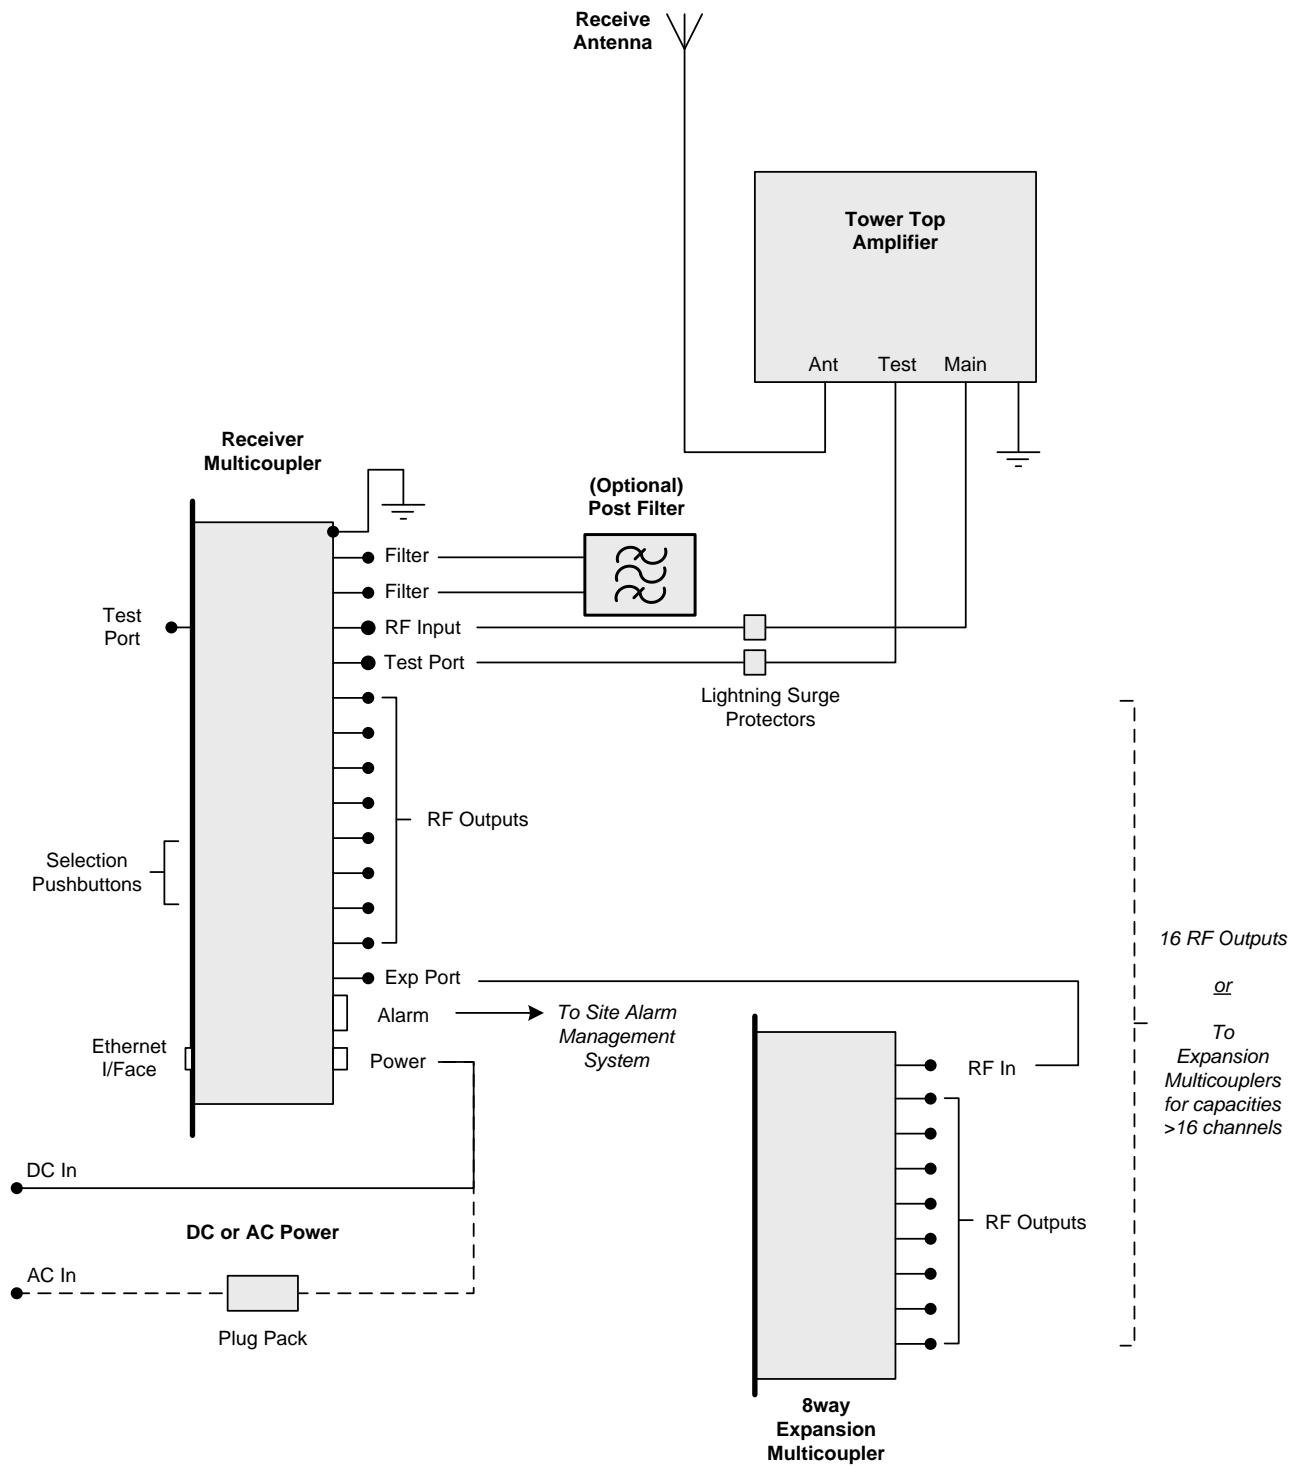 Receive
Antenna
Tower Top
Amplifier
Ant Test Main
Receiver
Multicoupler
(Optional)
Post Filter
Filter
Filter
Test
Port
RF Input
Test Port
Lightning Surge
Protectors
RF Outputs
Selection
Pushbuttons
Exp Port
Alarm
To Site Alarm
Management
System
Ethernet
I/Face
Power
16 RF Outputs
or
To
Expansion
Multicouplers
for capacities
>16 channels
RF In
DC In
DC or AC Power
RF Outputs
AC In
Plug Pack
8way
Expansion
Multicoupler